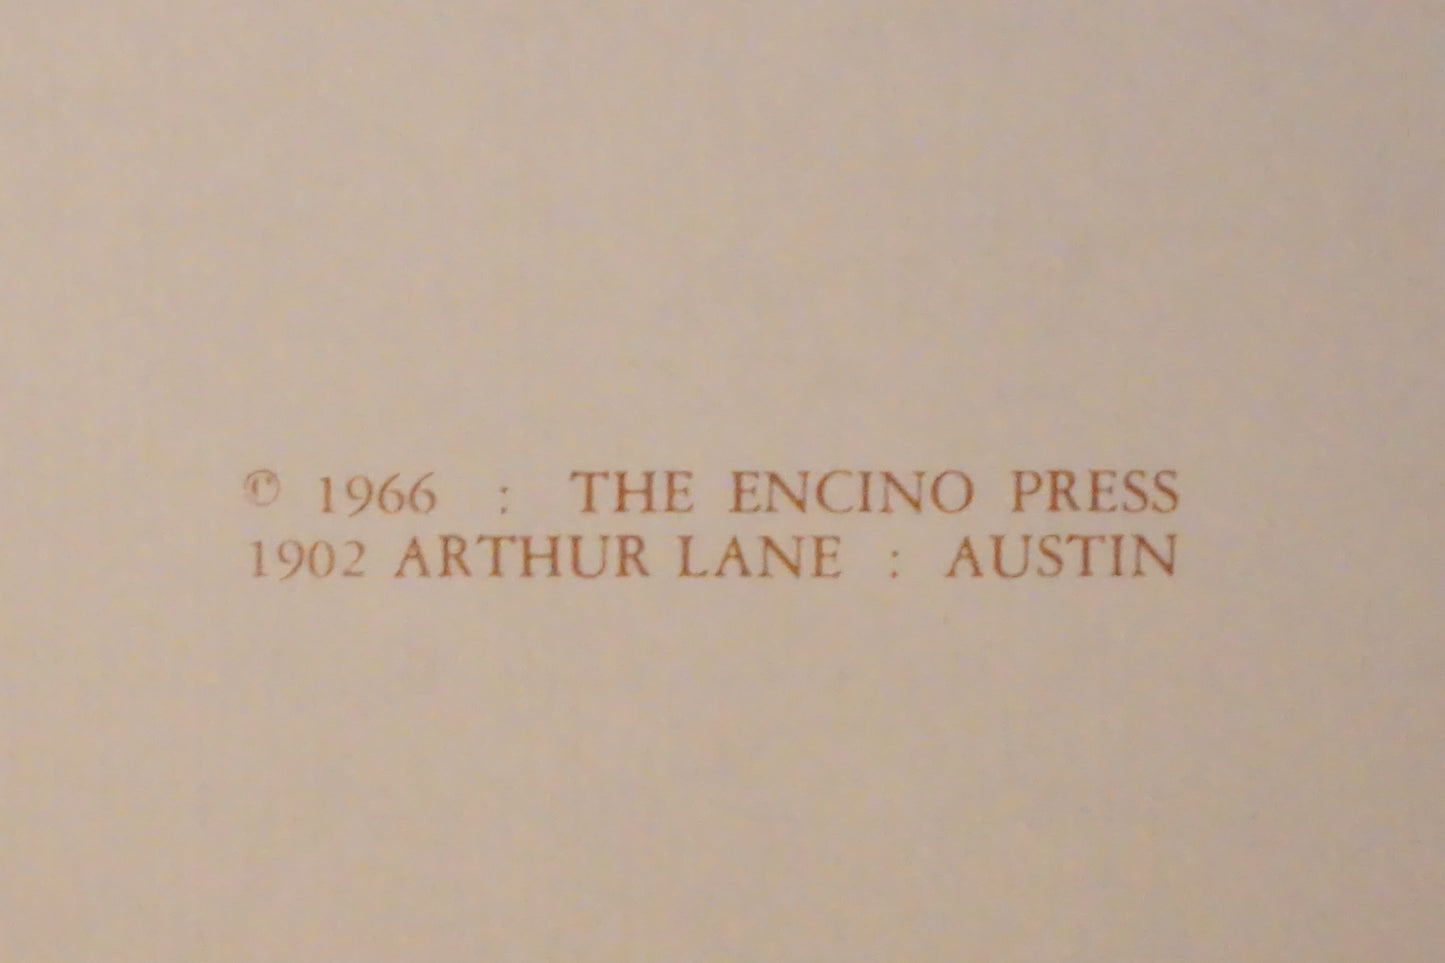 © 1966 : THE ENCINO PRESS
1902 ARTHUR LANE : AUSTIN